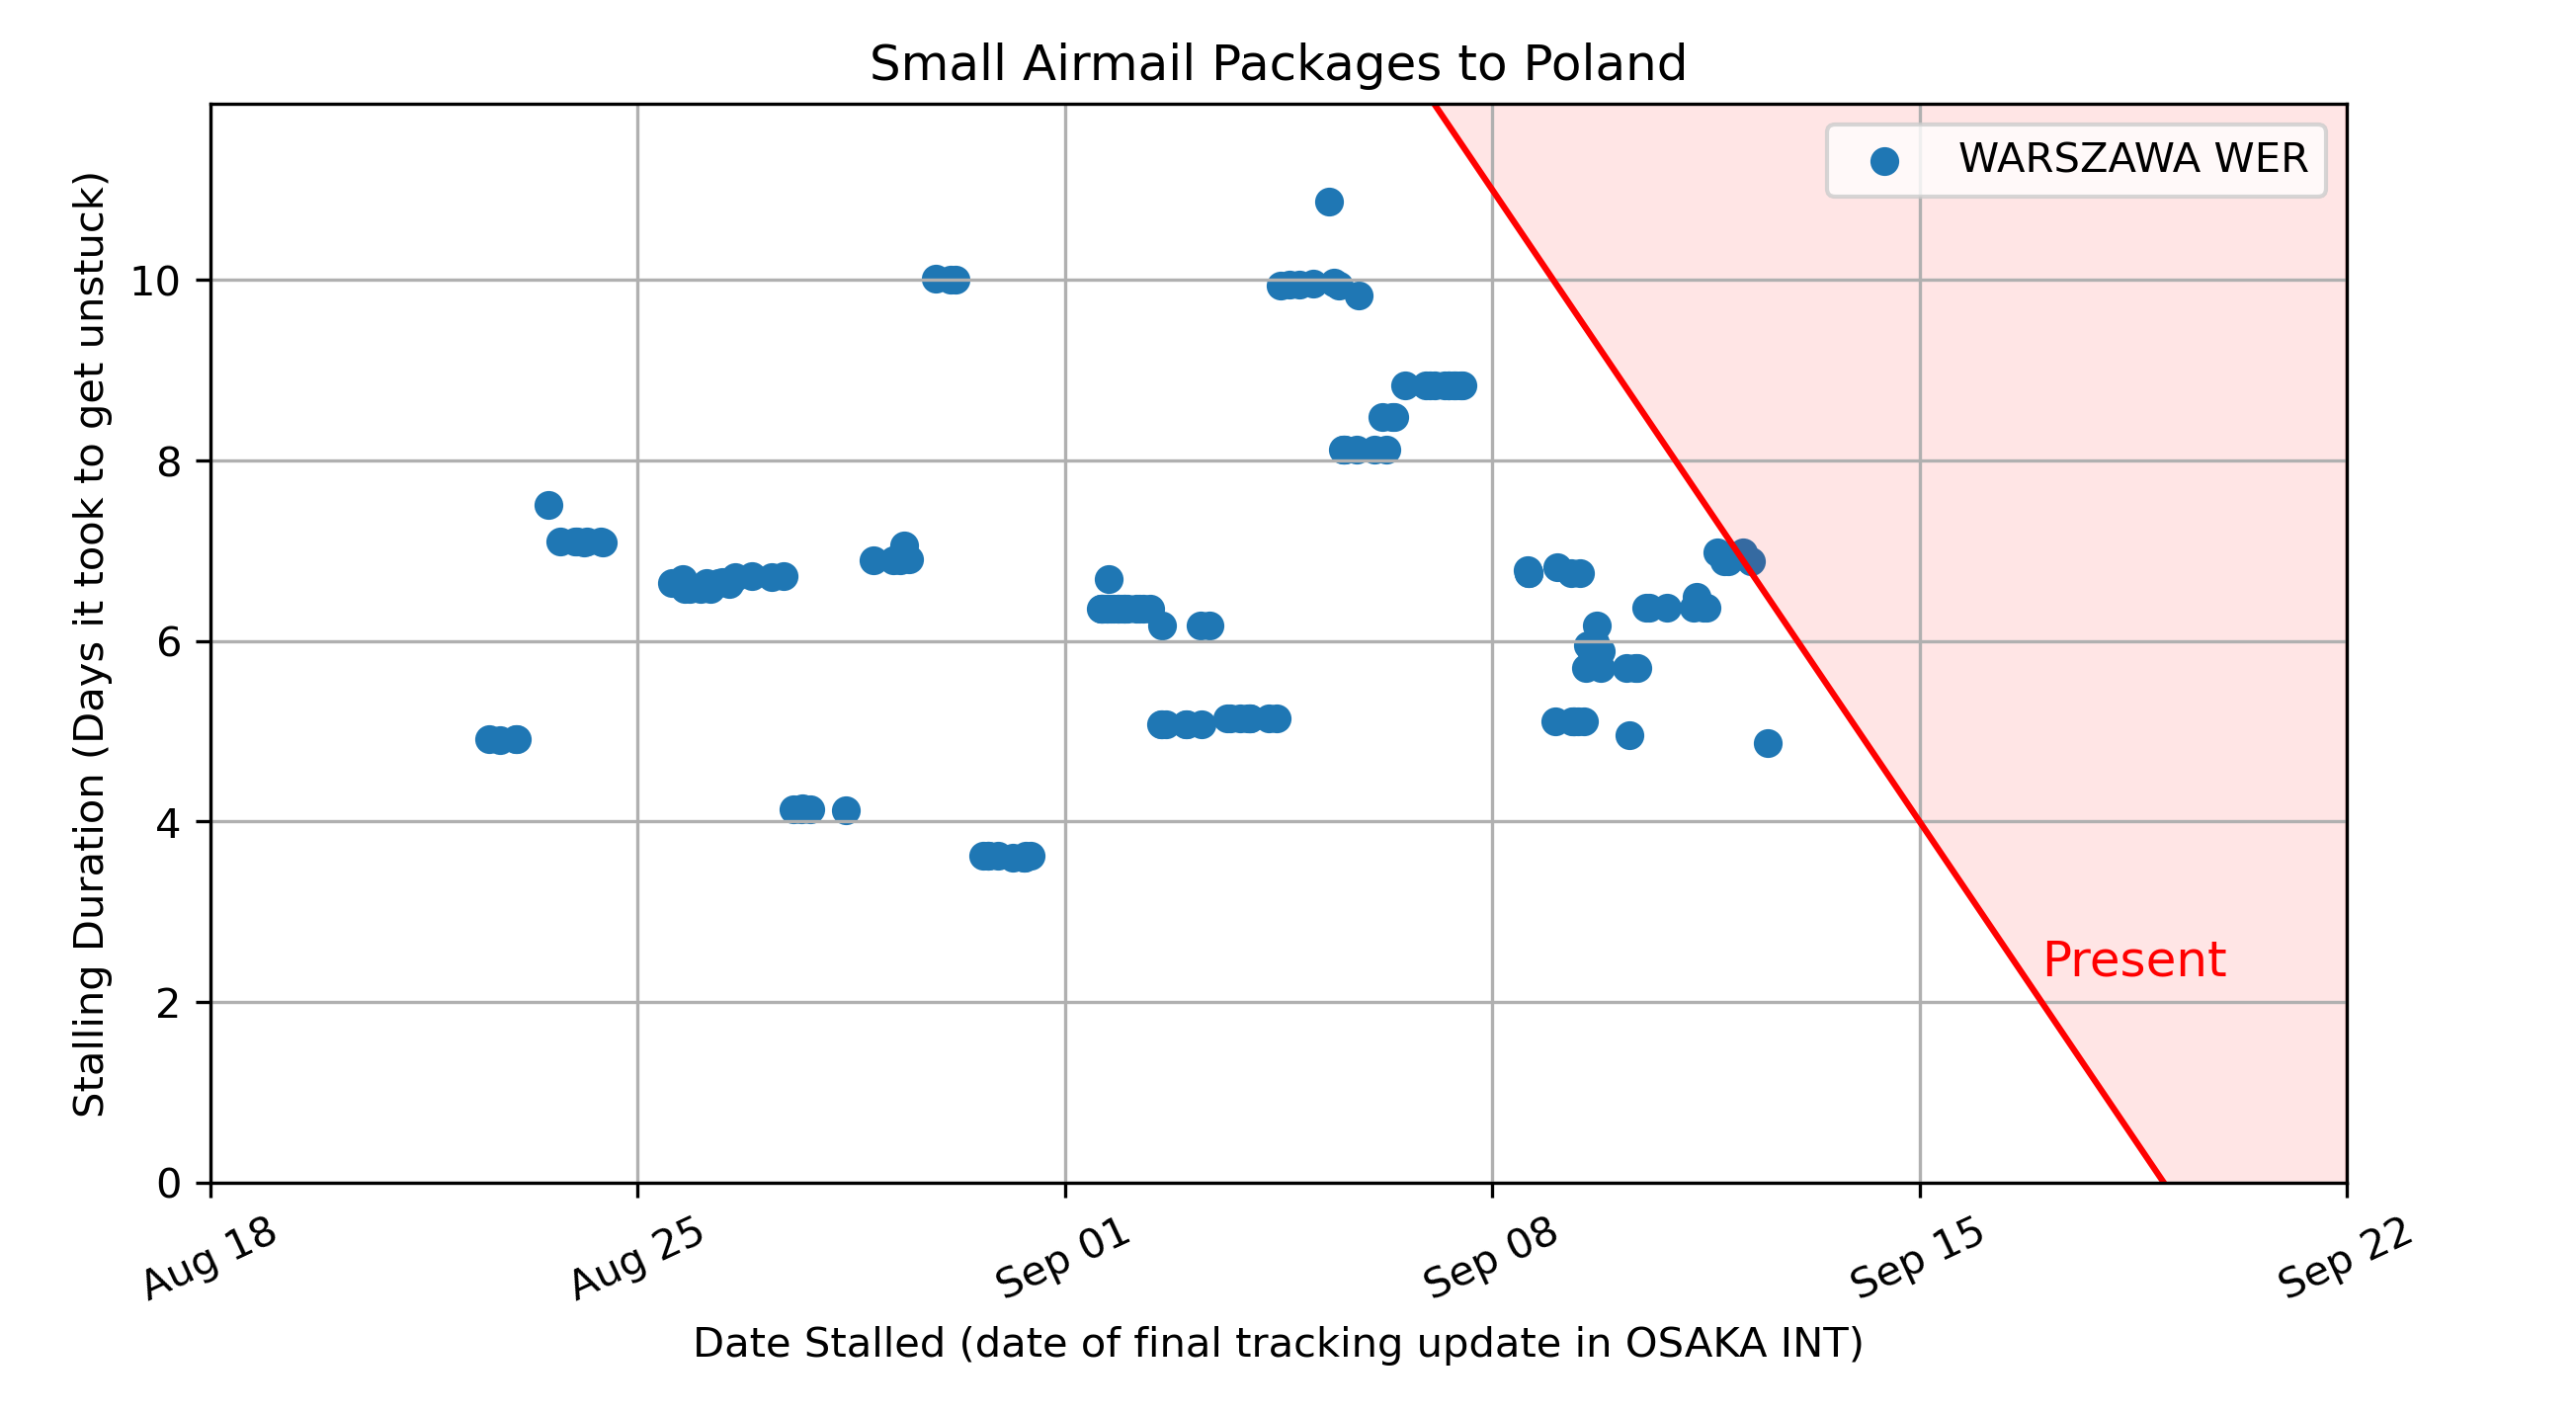 Small Airmail Packages to Poland
WARSZAWA WER
Stalling Duration (Days it took to get unstuck)
10
8
6
4
2
0
Present
Aug 18
Aug 25
Sep 01
Sep 08
Sep 15
Sep 22
Date Stalled (date of final tracking update in OSAKA INT)